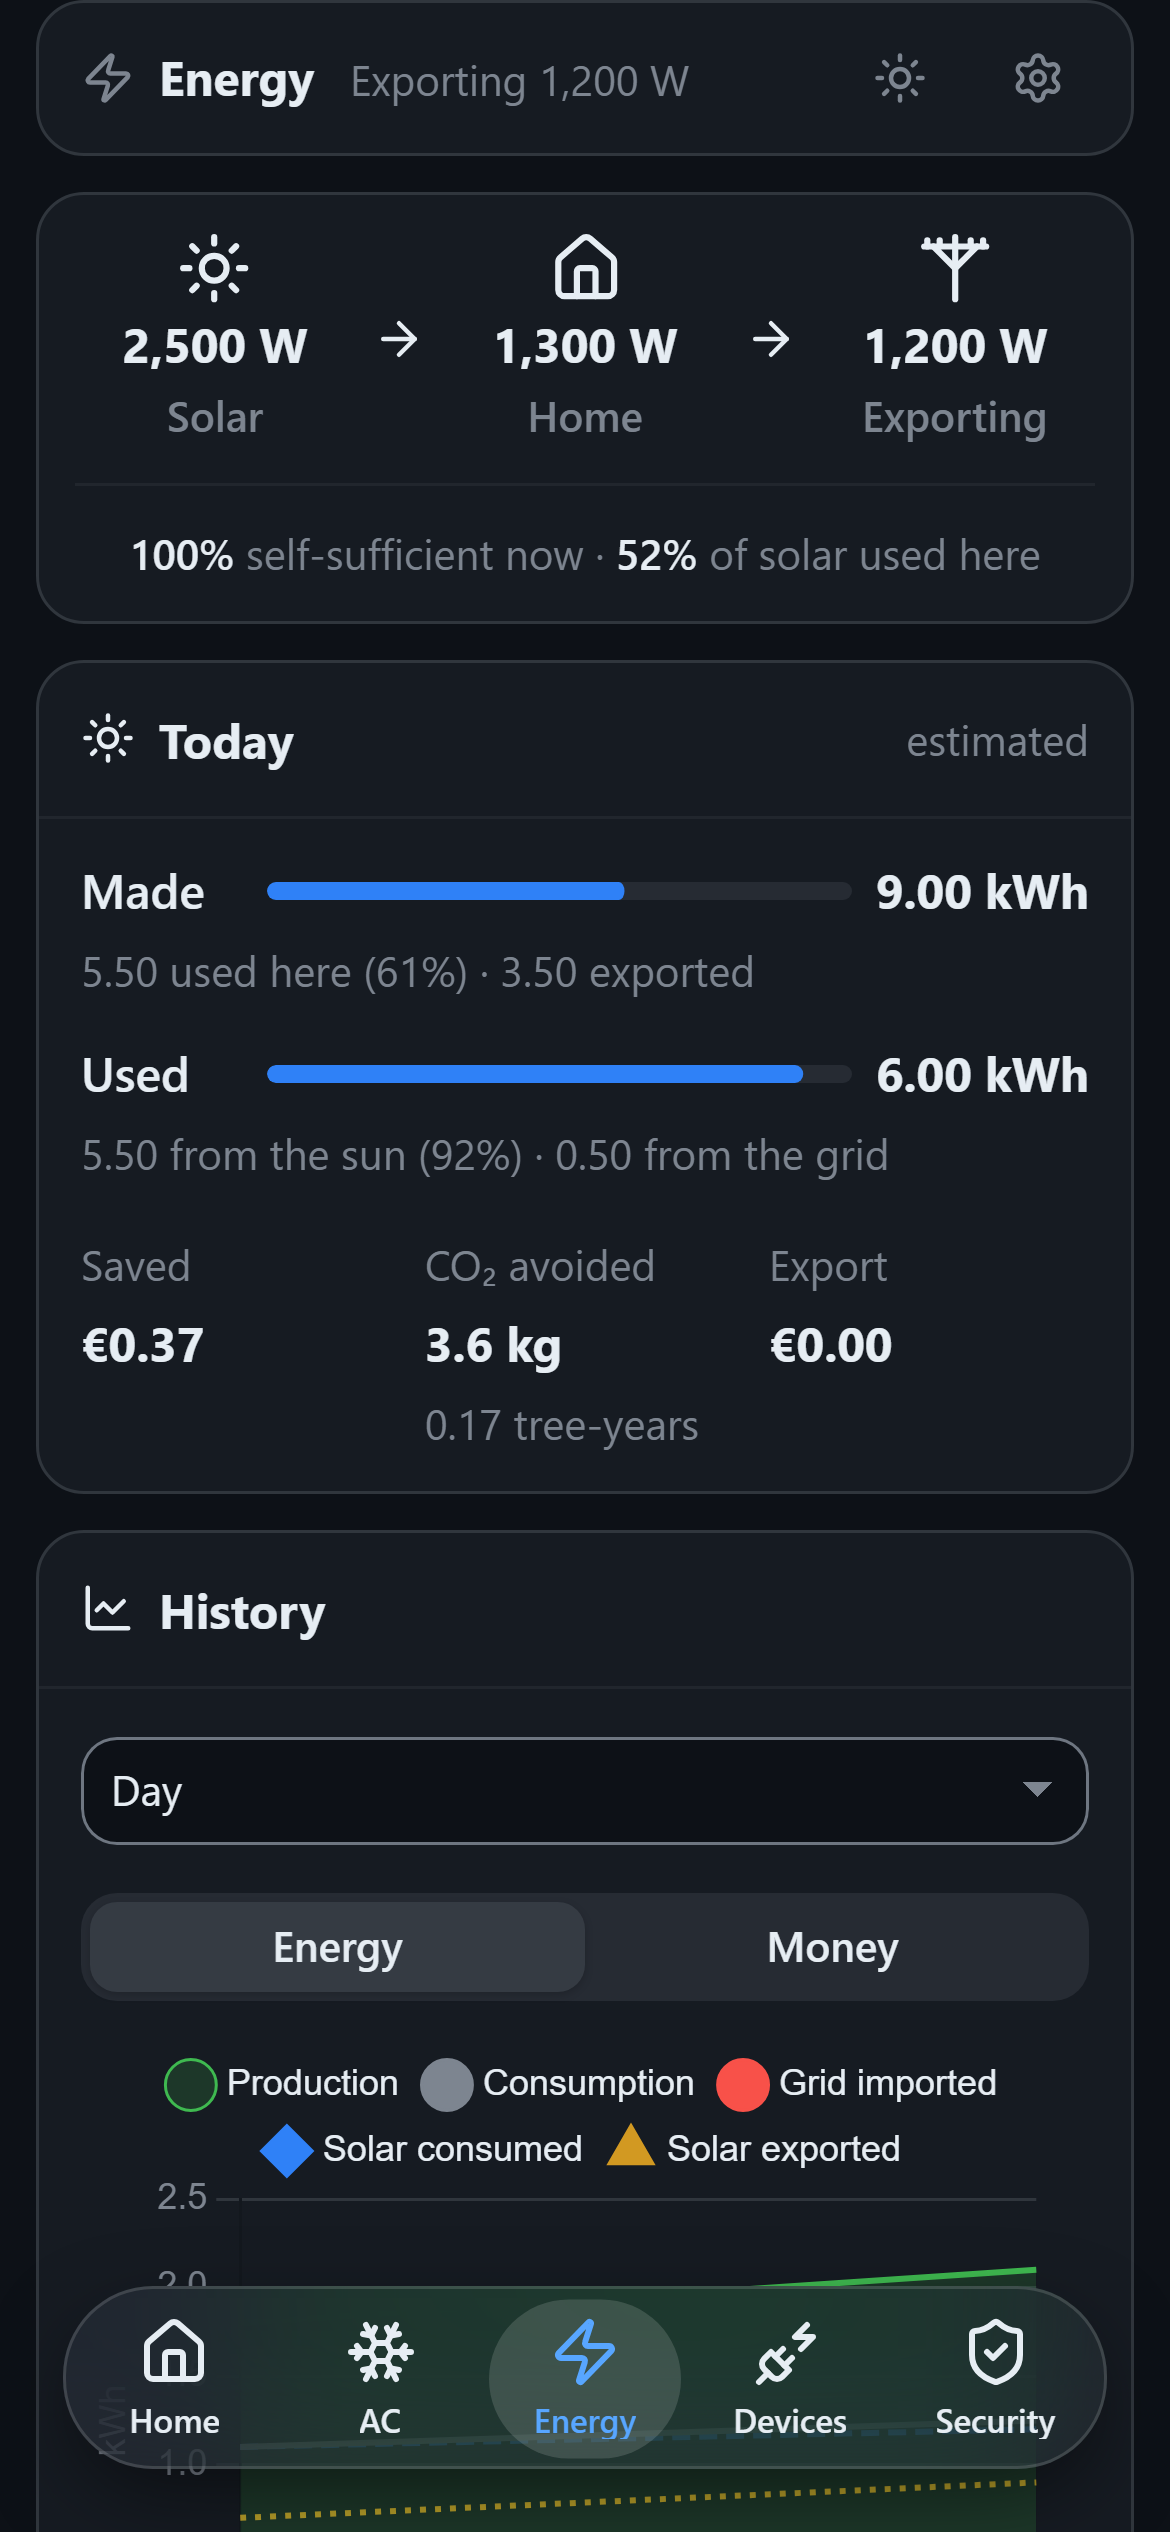 Energy Exporting 1,200 W
2,500 W → 1,300 W → 1,200 W
Solar Home Exporting
100% self-sufficient now · 52% of solar used here
Today estimated
Made 9.00 kWh
5.50 used here (61%) · 3.50 exported
Used 6.00 kWh
5.50 from the sun (92%) · 0.50 from the grid
Saved CO₂ avoided Export
€0.37 3.6 kg €0.00
0.17 tree-years
History
Day
Energy Money
Production Consumption Grid imported
Solar consumed Solar exported
2.5
2.0
kWh
Home AC Energy Devices Security
1.0